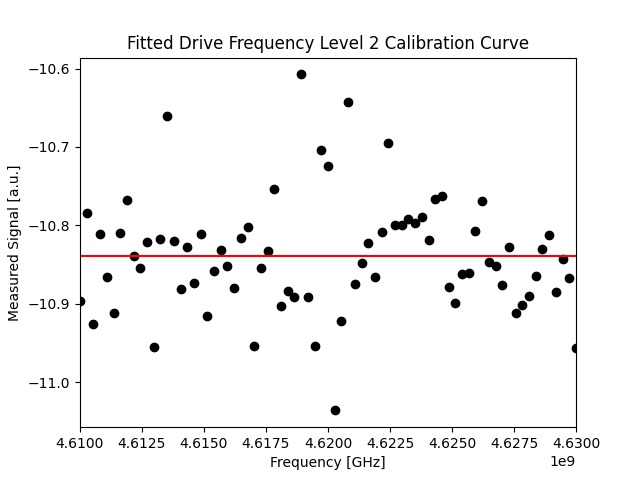 Fitted Drive Frequency Level 2 Calibration Curve
Measured Signal [a.u.]
−10.6
−10.7
−10.8
−10.9
−11.0
4.6100 4.6125 4.6150 4.6175 4.6200 4.6225 4.6250 4.6275 4.6300
Frequency [GHz]
1e9